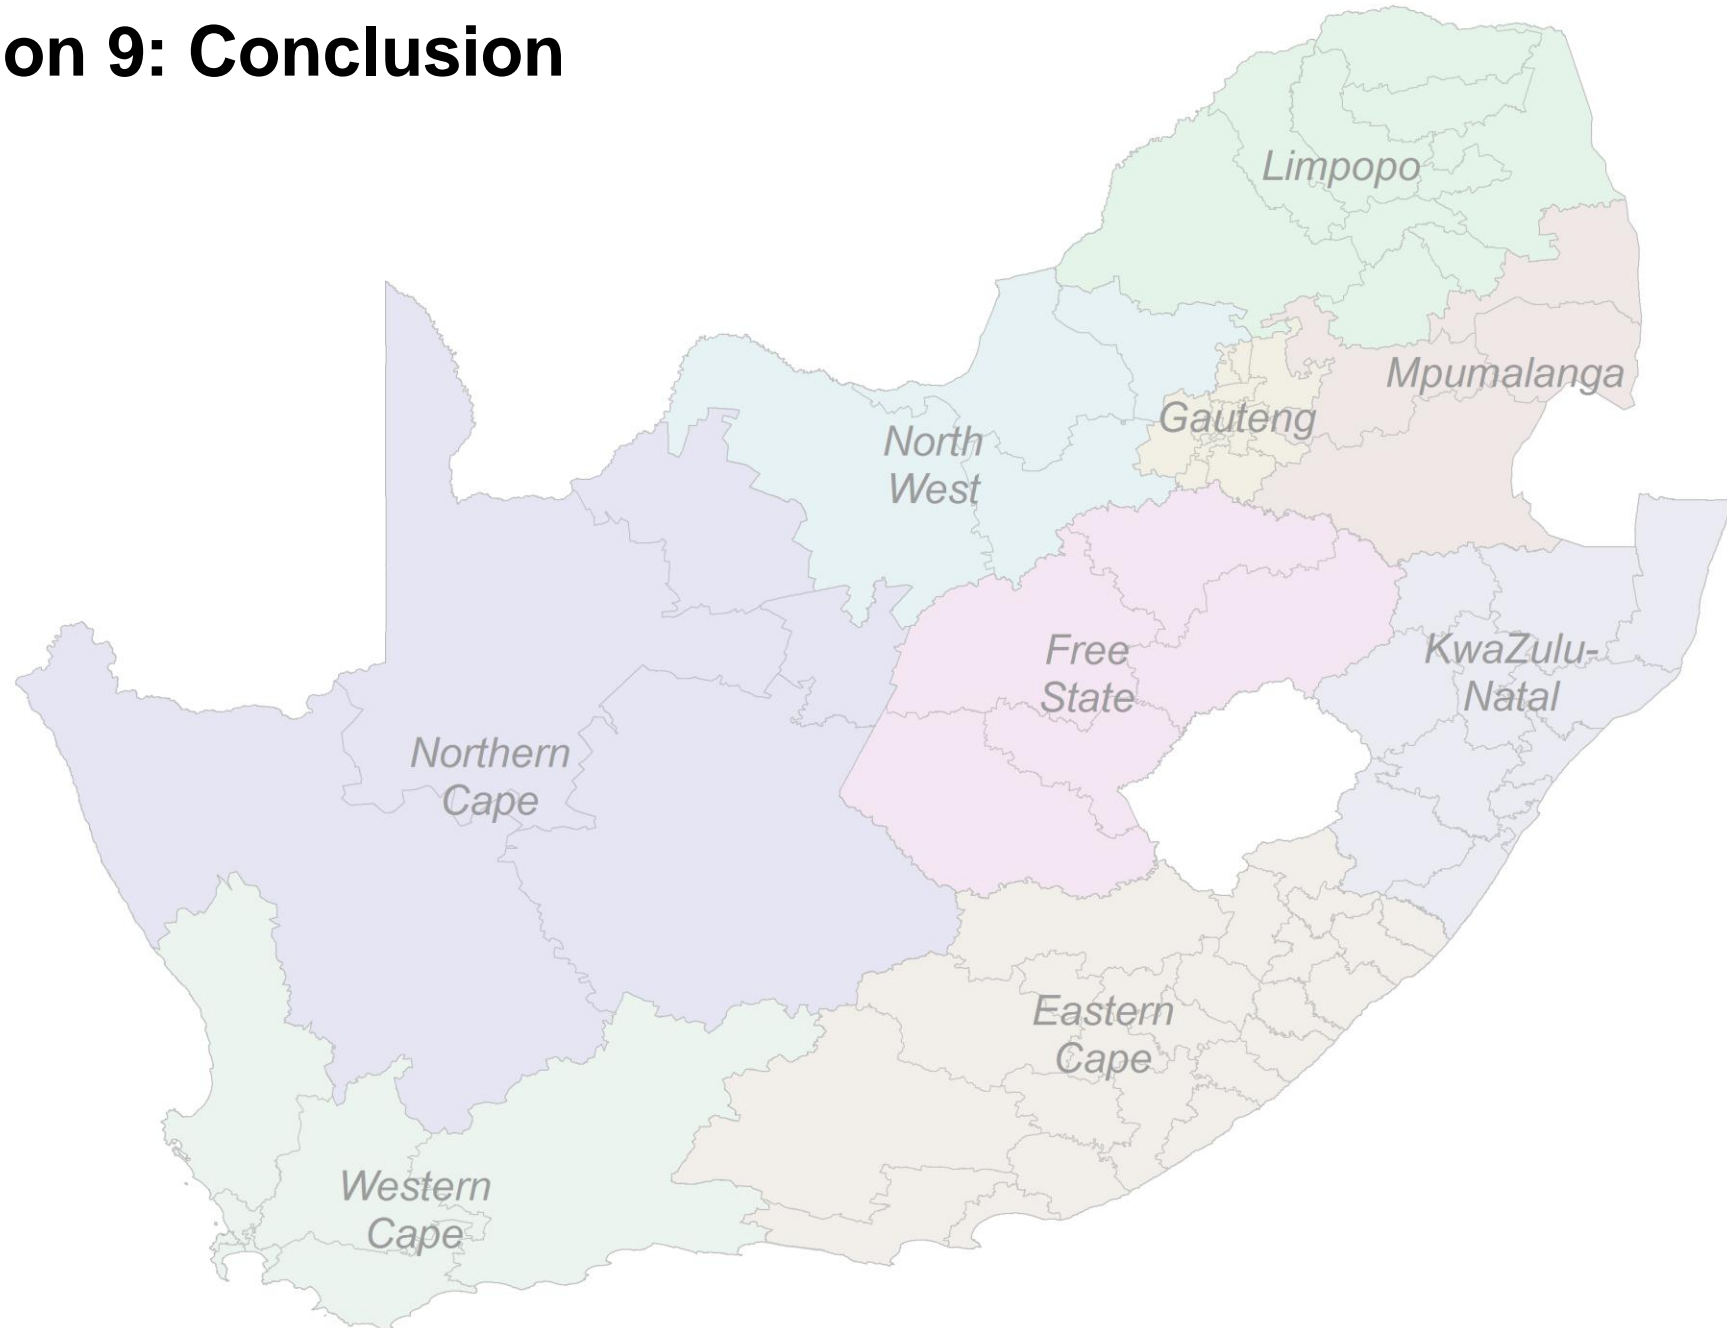 on 9: Conclusion
Limpopo
Mpumalanga
Gauteng
North
West
Free
State
KwaZulu-
Natal
Northern
Cape
Eastern
Cape
Western
Cape